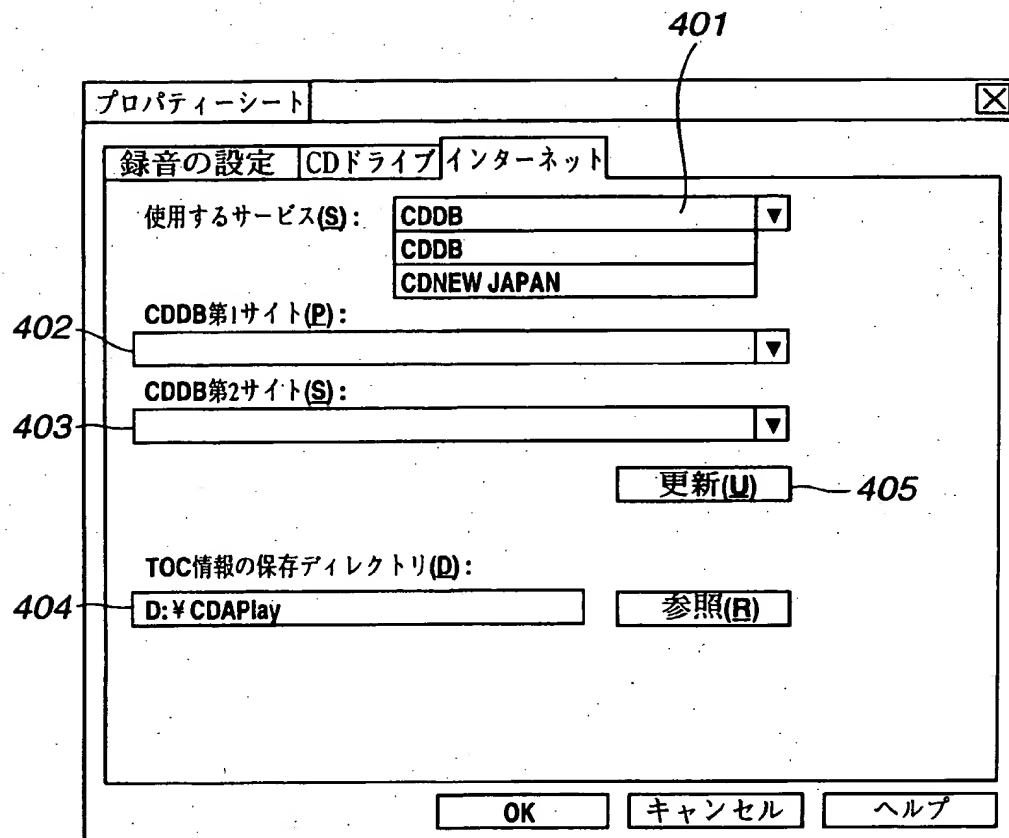 401
プロパティーシート
録音の設定 CDドライブ インターネット
使用するサービス(S): CDDB ▼
CDDB
CDNEW JAPAN
CDDB第1サイト(P):
402
▼
CDDB第2サイト(S):
403
▼
更新(U) 405
TOC情報の保存ディレクトリ(D):
404 D:¥CDAPlay 参照(R)
OK キャンセル ヘルプ